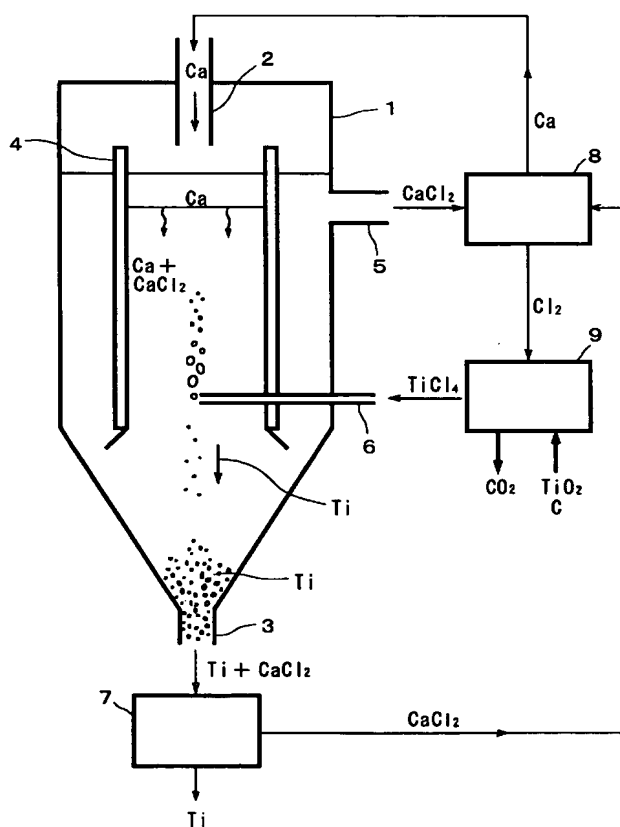 Ca
2
1
4
Ca
8
CaCl₂
Ca
5
Ca+
CaCl₂
Cl₂
9
TiCl₄
6
CO₂
TiO₂
C
Ti
Ti
3
Ti+CaCl₂
7
CaCl₂
Ti